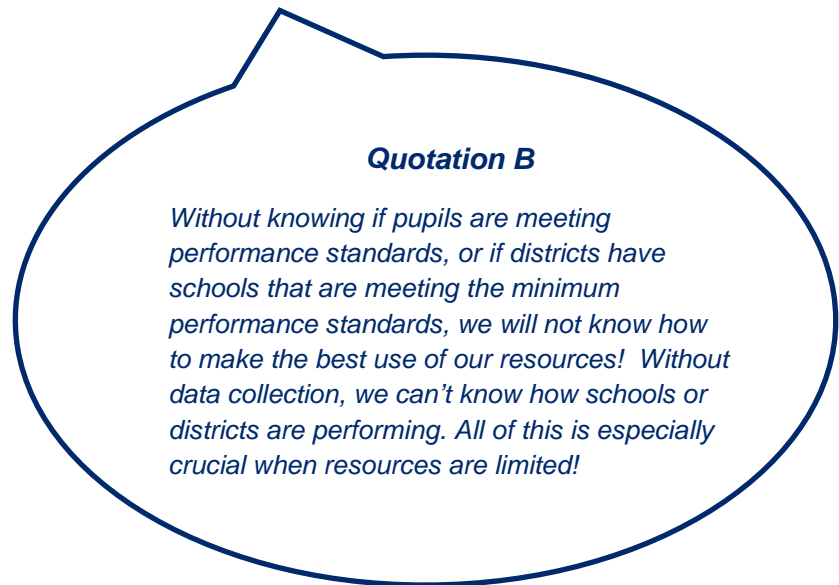 Quotation B
Without knowing if pupils are meeting
performance standards, or if districts have
schools that are meeting the minimum
performance standards, we will not know how
to make the best use of our resources!  Without
data collection, we can’t know how schools or
districts are performing. All of this is especially
crucial when resources are limited!